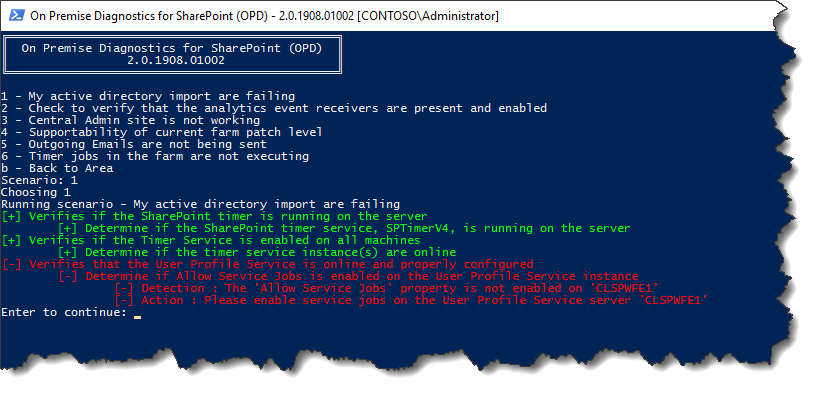 On Premise Diagnostics for SharePoint (OPD) - 2.0.1908.01002 [CONTOSO\Administrator]
On Premise Diagnostics for SharePoint (OPD)
2.0.1908.01002
1 - My active directory import are failing
2 - Check to verify that the analytics event receivers are present and enabled
3 - Central Admin site is not working
4 - Supportability of current farm patch level
5 - Outgoing Emails are not being sent
6 - Timer jobs in the farm are not executing
b - Back to Area
Scenario: 1
Choosing 1
Running scenario - My active directory import are failing
[+] Verifies if the SharePoint timer is running on the server
[+] Determine if the SharePoint timer service, SPTimerV4, is running on the server
[+] Verifies if the Timer Service is enabled on all machines
[+] Determine if the timer service instance(s) are online
[-] Verifies that the User Profile Service is online and properly configured
[-] Determine if Allow Service Jobs is enabled on the User Profile Service instance
[-] Detection : The 'Allow Service Jobs' property is not enabled on 'CLSPWFE1'
[-] Action : Please enable service jobs on the User Profile Service server 'CLSPWFE1'
Enter to continue: